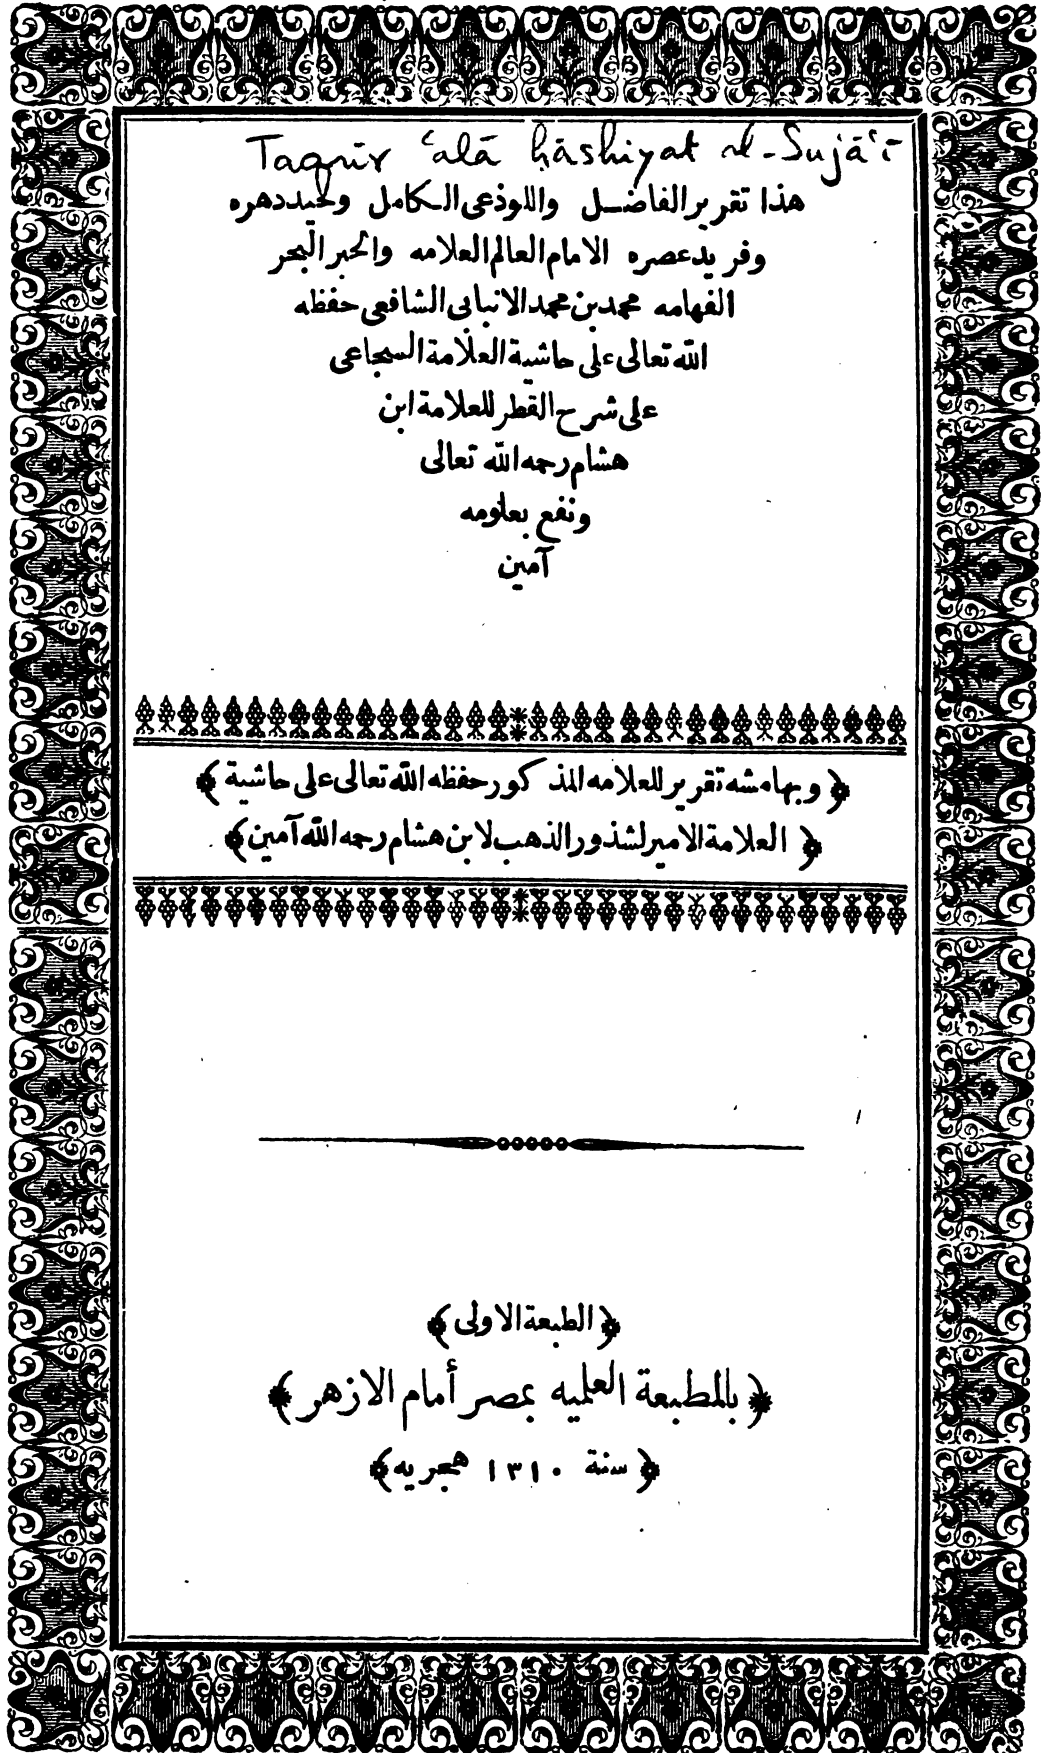 Taqrīr ʿalā ḥāshiyat al-Sujāʿī
هذا تقرير الفاضل واللوذعى الكامل وحيد دهره
وفريد عصره الامام العالم العلامه والحبر البحر
الفهامه محمد بن محمد الانبابى الشافعى حفظه
الله تعالى على حاشية العلامة السجاعى
على شرح القطر للعلامة ابن
هشام رحمه الله تعالى
ونفع بعلومه
آمين
﴿ وبهامشه تقرير للعلامه المذكور حفظه الله تعالى على حاشية ﴾
﴿ العلامة الامير لشذور الذهب لابن هشام رحمه الله آمين ﴾
﴿ الطبعة الاولى ﴾
﴿ بالمطبعة العلميه بمصر أمام الازهر ﴾
﴿ سنة ١٣١٠ هجريه ﴾